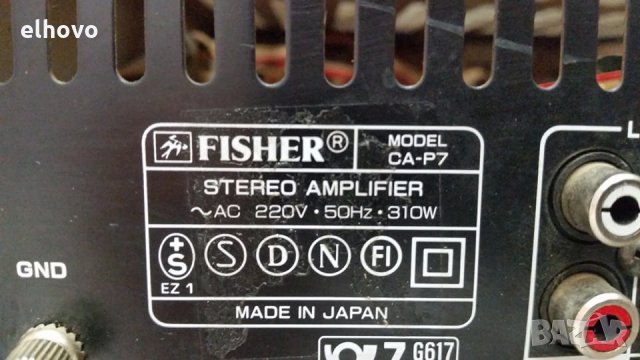 elhovo
FISHER® MODEL
CA-P7
STEREO AMPLIFIER
~AC 220V · 50Hz · 310W
+S S D N FI
EZ 1
GND
MADE IN JAPAN
G617
L
BAZAR